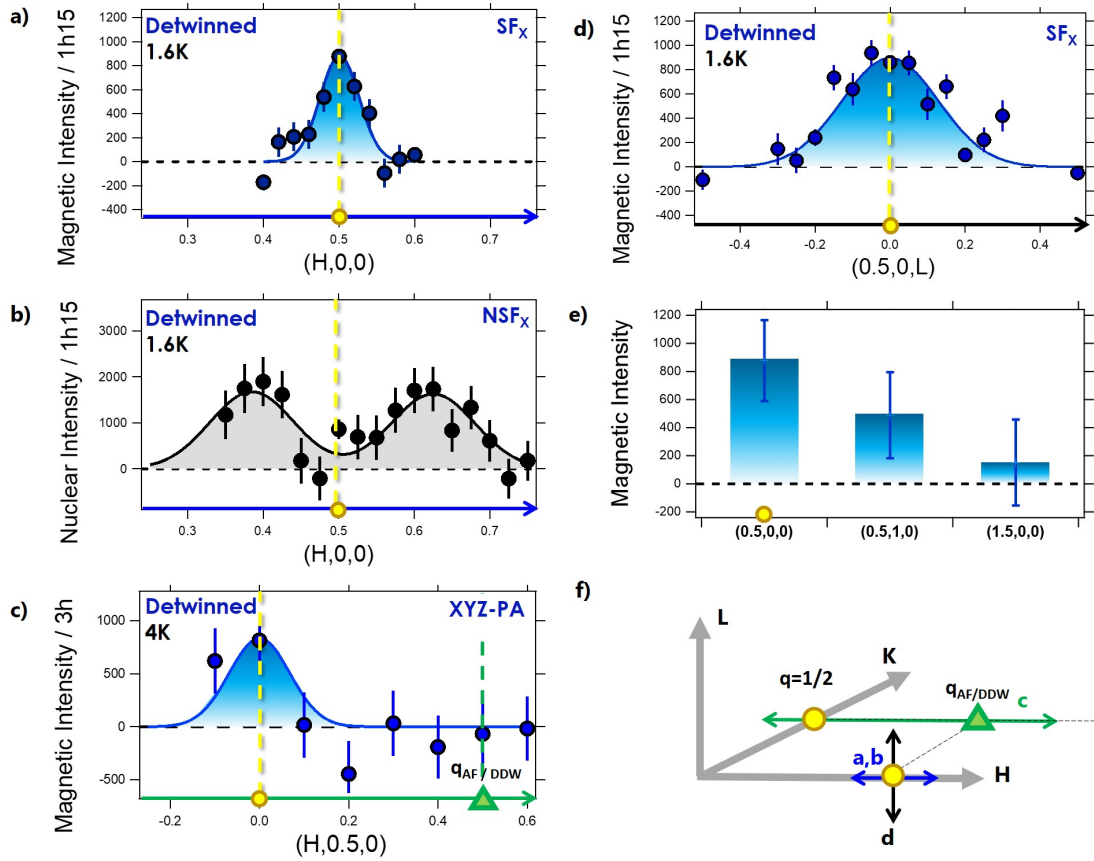 a)
Detwinned
SFX
1.6K
Magnetic Intensity / 1h15
1200
1000
800
600
400
200
0
-200
-400
0.3
0.4
0.5
0.6
0.7
(H,0,0)
b)
Detwinned
NSFX
1.6K
Nuclear Intensity / 1h15
3000
2000
1000
0
0.3
0.4
0.5
0.6
0.7
(H,0,0)
c)
Detwinned
XYZ-PA
4K
Magnetic Intensity / 3h
1000
500
0
-500
qAF / DDW
-0.2
0.0
0.2
0.4
0.6
(H,0.5,0)
d)
Detwinned
SFX
1.6K
Magnetic Intensity / 1h15
1200
1000
800
600
400
200
0
-200
-400
-0.4
-0.2
0.0
0.2
0.4
(0.5,0,L)
e)
Magnetic Intensity
1200
1000
800
600
400
200
0
-200
(0.5,0,0)
(0.5,1,0)
(1.5,0,0)
f)
L
K
q=1/2
qAF/DDW
c
a,b
H
d